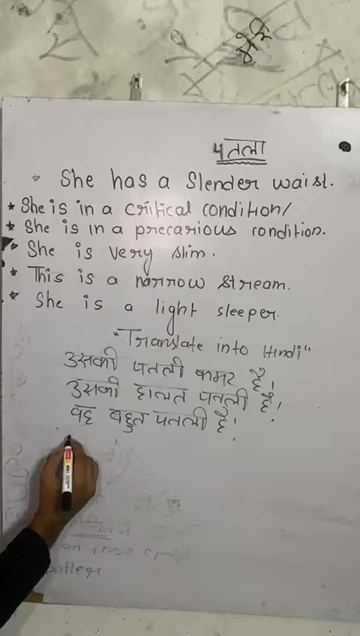 पतला
She has a Slender waist.
* She is in a critical condition/
* She is in a precarious condition.
She is very slim.
* This is a narrow stream.
* She is a light sleeper.
"Translate into Hindi"
उसकी पतली कमर है।
उसकी हालत पतली है।
वह बहुत पतली है।